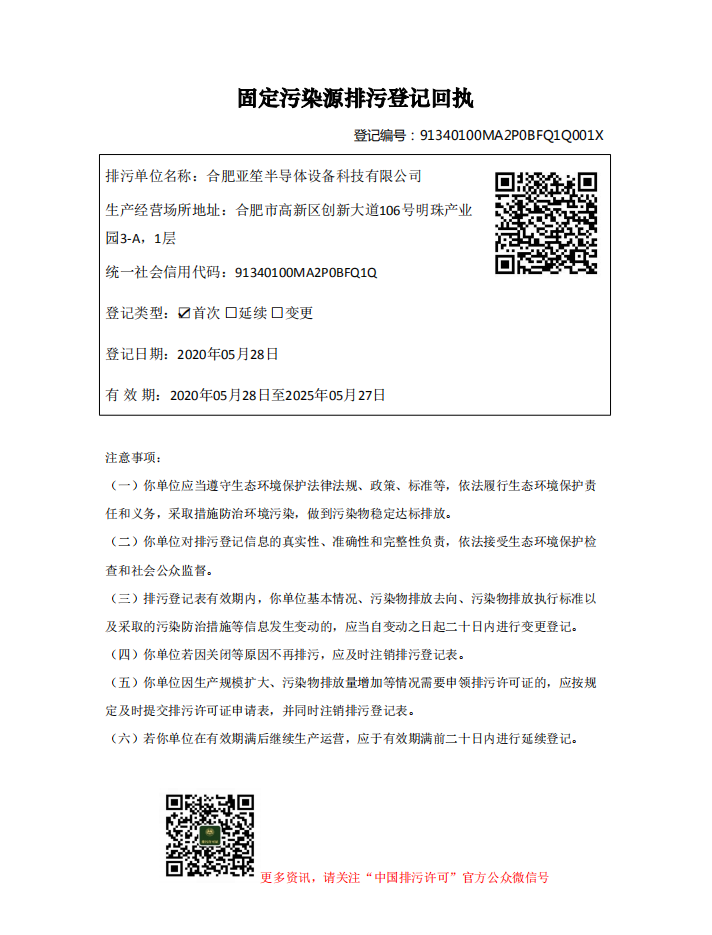 固定污染源排污登记回执
登记编号：91340100MA2P0BFQ1Q001X
排污单位名称：合肥亚笙半导体设备科技有限公司
生产经营场所地址：合肥市高新区创新大道106号明珠产业
园3-A，1层
统一社会信用代码：91340100MA2P0BFQ1Q
登记类型：☑首次 □延续 □变更
登记日期：2020年05月28日
有 效 期：2020年05月28日至2025年05月27日
注意事项：
（一）你单位应当遵守生态环境保护法律法规、政策、标准等，依法履行生态环境保护责
任和义务，采取措施防治环境污染，做到污染物稳定达标排放。
（二）你单位对排污登记信息的真实性、准确性和完整性负责，依法接受生态环境保护检
查和社会公众监督。
（三）排污登记表有效期内，你单位基本情况、污染物排放去向、污染物排放执行标准以
及采取的污染防治措施等信息发生变动的，应当自变动之日起二十日内进行变更登记。
（四）你单位若因关闭等原因不再排污，应及时注销排污登记表。
（五）你单位因生产规模扩大、污染物排放量增加等情况需要申领排污许可证的，应按规
定及时提交排污许可证申请表，并同时注销排污登记表。
（六）若你单位在有效期满后继续生产运营，应于有效期满前二十日内进行延续登记。
更多资讯，请关注“中国排污许可”官方公众微信号